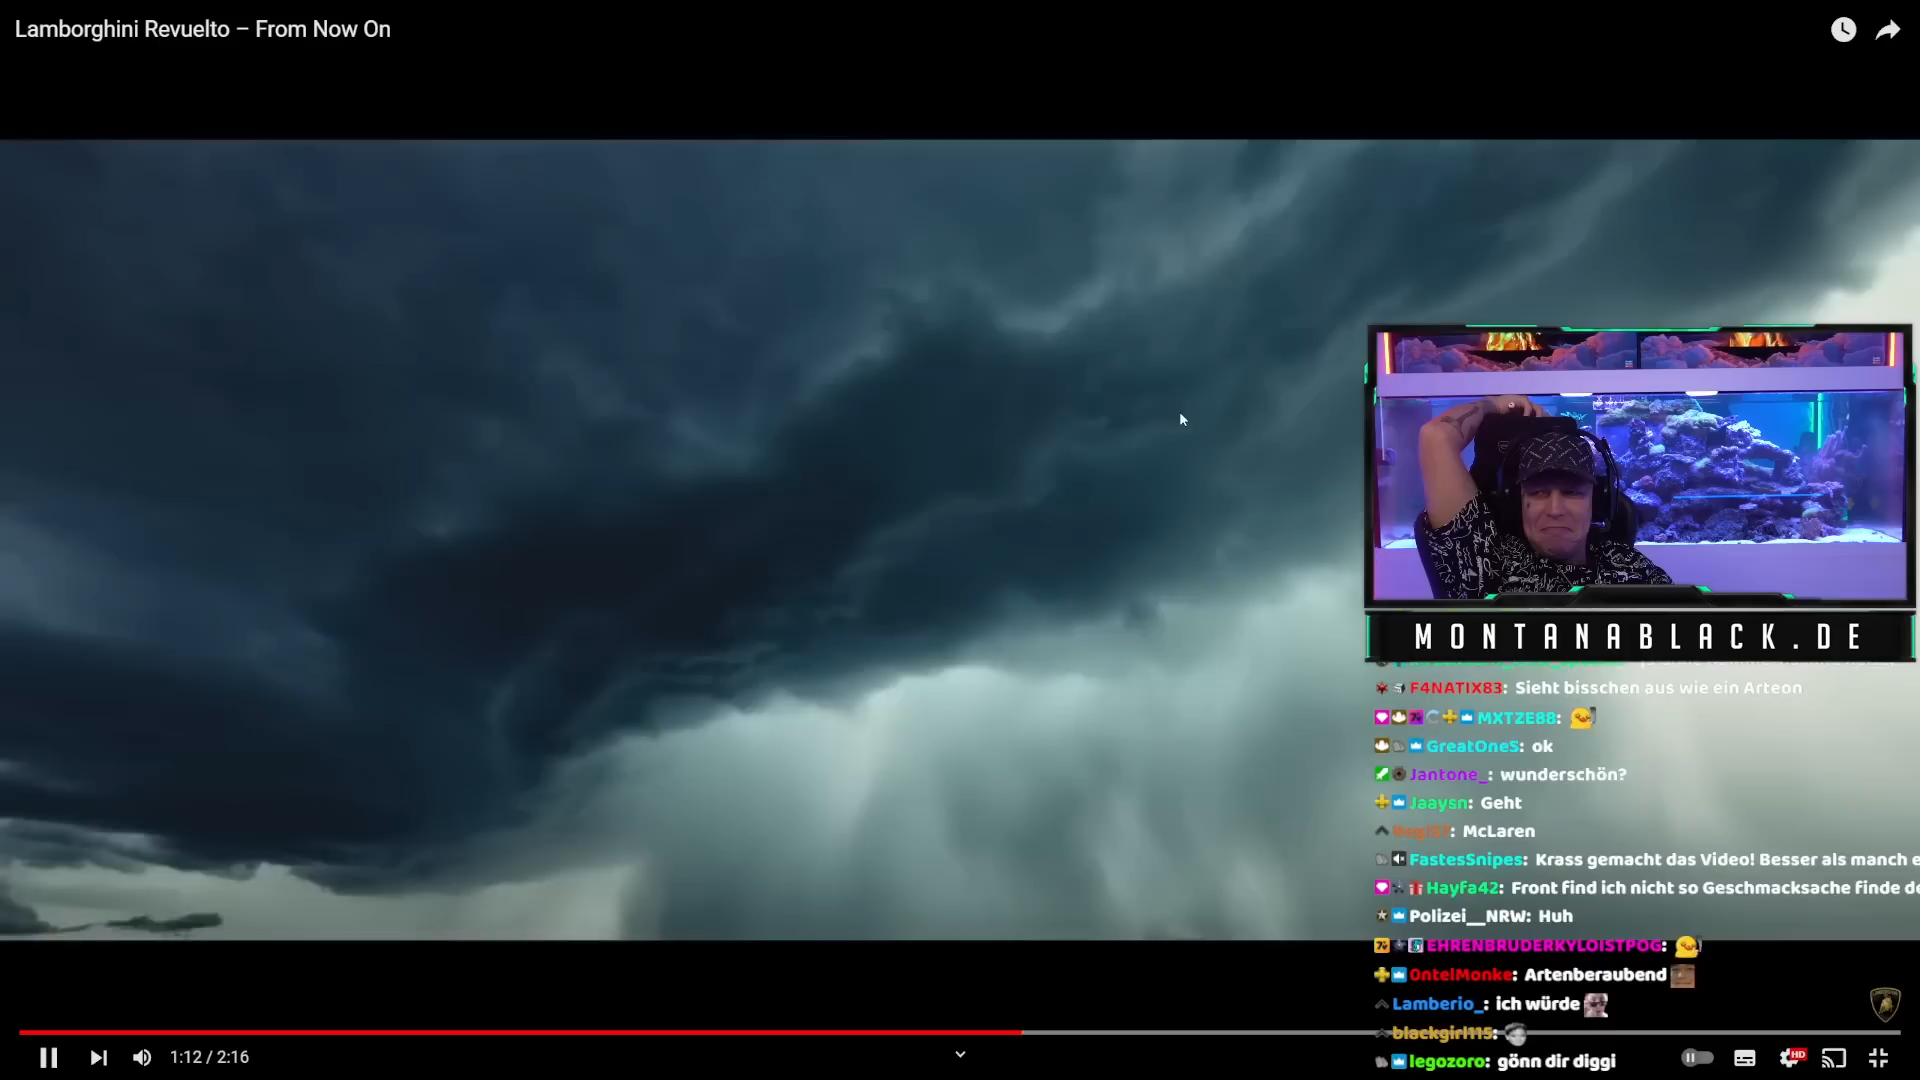 Lamborghini Revuelto – From Now On
MONTANABLACK.DE
F4NATIX83: Sieht bisschen aus wie ein Arteon
MXTZE88:
GreatOneS: ok
Jantone_: wunderschön?
Jaaysn: Geht
: McLaren
FastesSnipes: Krass gemacht das Video! Besser als manch e
Hayfa42: Front find ich nicht so Geschmacksache finde de
Polizei__NRW: Huh
EHRENBRUDERKYLOISTPOG:
OntelMonke: Artenberaubend
Lamberio_: ich würde
blackgirl115:
legozoro: gönn dir diggi
1:12 / 2:16
HD